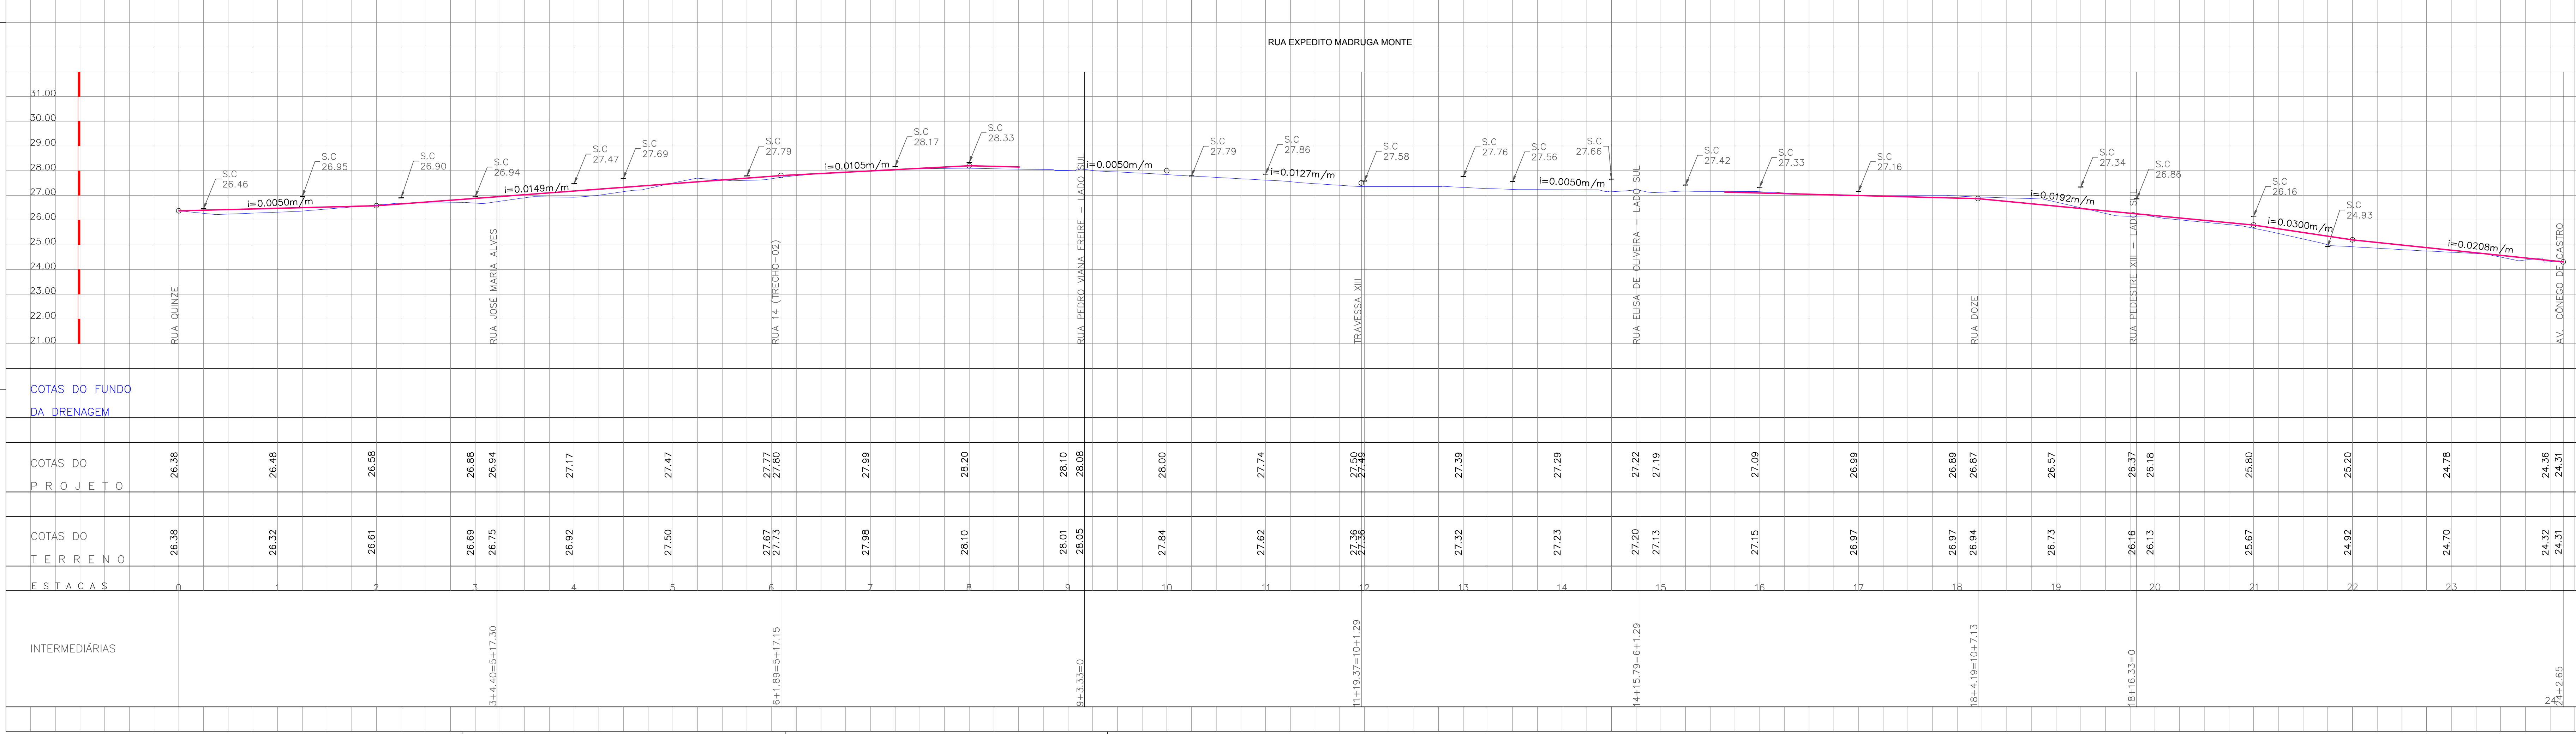 RUA EXPEDITO MADRUGA MONTE
31.00
30.00
29.00
28.00
27.00
26.00
25.00
24.00
23.00
22.00
21.00
S.C
26.46
S.C
26.95
S.C
26.90
S.C
26.94
S.C
27.47
S.C
27.69
S.C
27.79
S.C
28.17
S.C
28.33
S.C
27.79
S.C
27.86
S.C
27.58
S.C
27.76
S.C
27.56
S.C
27.66
S.C
27.42
S.C
27.33
S.C
27.16
S.C
27.34
S.C
26.86
S.C
26.16
S.C
24.93
i=0.0050m/m
i=0.0149m/m
i=0.0105m/m
i=0.0050m/m
i=0.0127m/m
i=0.0050m/m
i=0.0192m/m
i=0.0300m/m
i=0.0208m/m
RUA QUINZE
RUA JOSÉ MARIA ALVES
RUA 14 (TRECHO-02)
RUA PEDRO VIANA FREIRE - LADO SUL
TRAVESSA XIII
RUA ELISA DE OLIVEIRA - LADO SUL
RUA DOZE
RUA PEDESTRE XIII - LADO SIL
AV. CÔNEGO DE CASTRO
COTAS DO FUNDO
DA DRENAGEM
COTAS DO
PROJETO
26.38 26.48 26.58 26.88 26.94 27.17 27.47 27.77 27.80 27.99 28.20 28.10 28.08 28.00 27.74 27.50 27.49 27.39 27.29 27.22 27.19 27.09 26.99 26.89 26.87 26.57 26.37 26.18 25.80 25.20 24.78 24.36 24.31
COTAS DO
TERRENO
26.38 26.32 26.61 26.69 26.75 26.92 27.50 27.67 27.73 27.98 28.10 28.01 28.05 27.84 27.62 27.36 27.36 27.32 27.23 27.20 27.13 27.15 26.97 26.97 26.94 26.73 26.16 26.13 25.67 24.92 24.70 24.32 24.31
ESTACAS
0 1 2 3 4 5 6 7 8 9 10 11 12 13 14 15 16 17 18 19 20 21 22 23
INTERMEDIÁRIAS
3+4.40=5+17.30
6+1.89=5+17.15
9+3.33=0
11+19.37=10+1.29
14+15.79=6+1.29
18+4.19=10+7.13
18+16.33=0
24
24+2.65